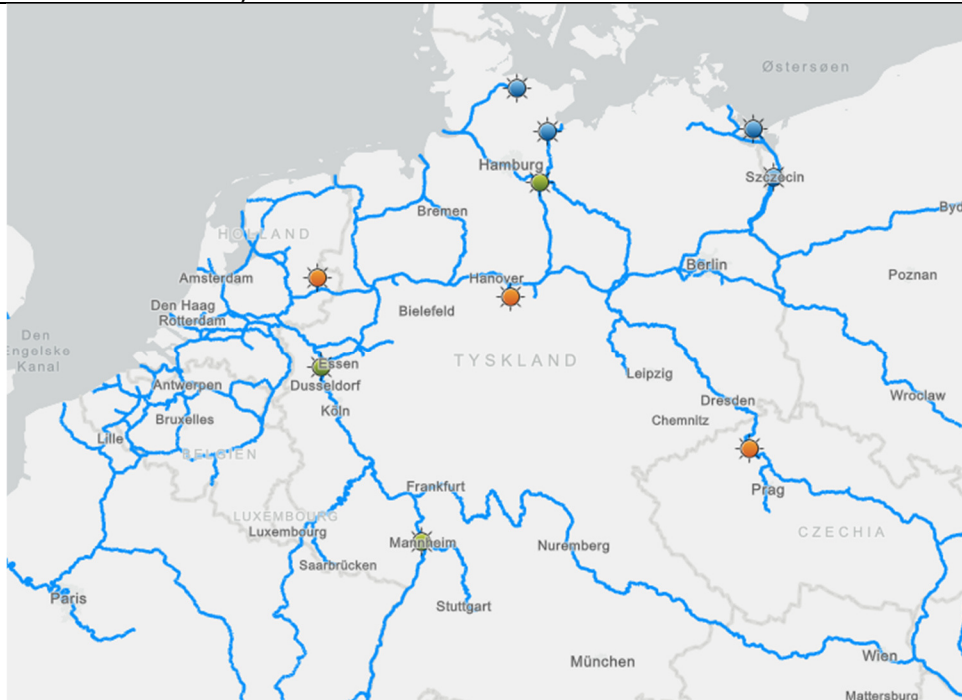 Østersøen
Hamburg
Szczecin
Bremen
Byd
HOLLAND
Berlin
Amsterdam
Hanover
Poznan
Den Haag
Rotterdam
Bielefeld
Den
Engelske
Kanal
TYSKLAND
Essen
Leipzig
Dusseldorf
Antwerpen
Wroclaw
Dresden
Köln
Bruxelles
Chemnitz
Lille
BELGIEN
Frankfurt
Prag
LUXEMBOURG
Luxembourg
CZECHIA
Mannheim
Nuremberg
Saarbrücken
Paris
Stuttgart
Wien
München
Mattersburg